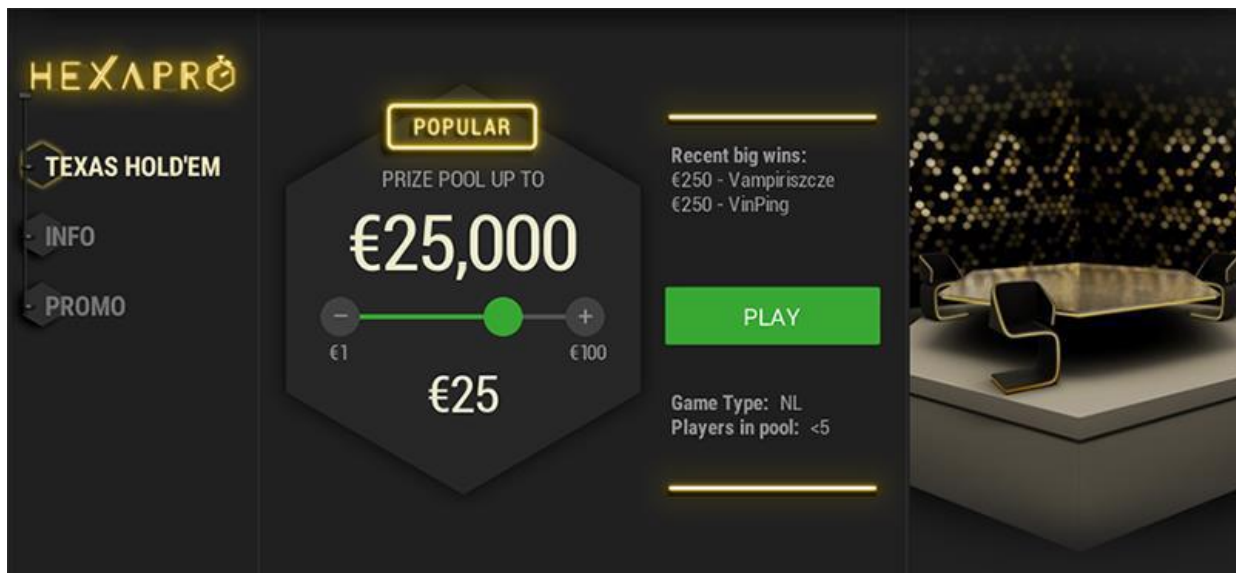 HEXAPRO
TEXAS HOLD'EM
INFO
PROMO
POPULAR
PRIZE POOL UP TO
€25,000
−
+
€1
€100
€25
Recent big wins:
€250 - Vampiriszcze
€250 - VinPing
PLAY
Game Type: NL
Players in pool: <5